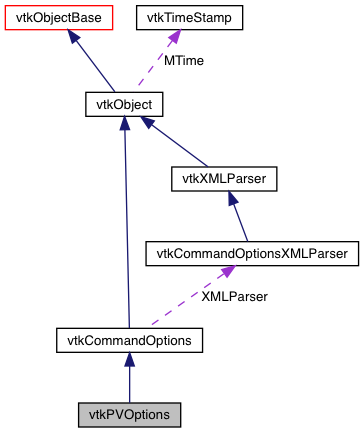 vtkObjectBase
vtkTimeStamp
MTime
vtkObject
vtkXMLParser
vtkCommandOptionsXMLParser
XMLParser
vtkCommandOptions
vtkPVOptions